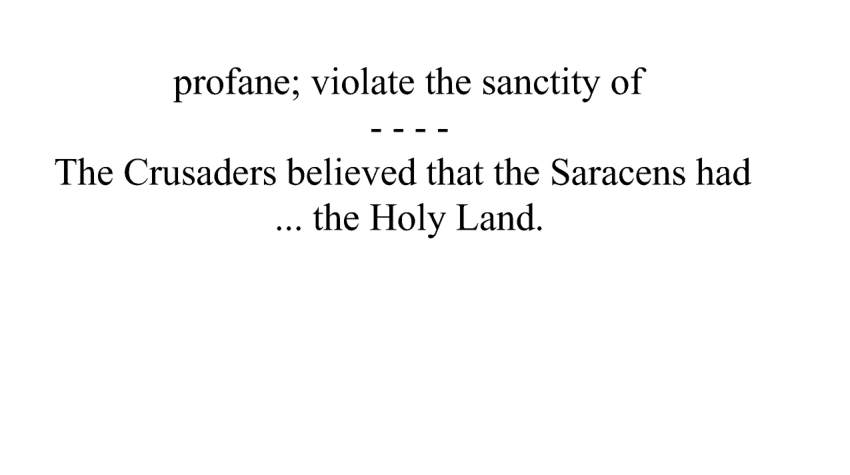 profane; violate the sanctity of
- - - -
The Crusaders believed that the Saracens had
... the Holy Land.